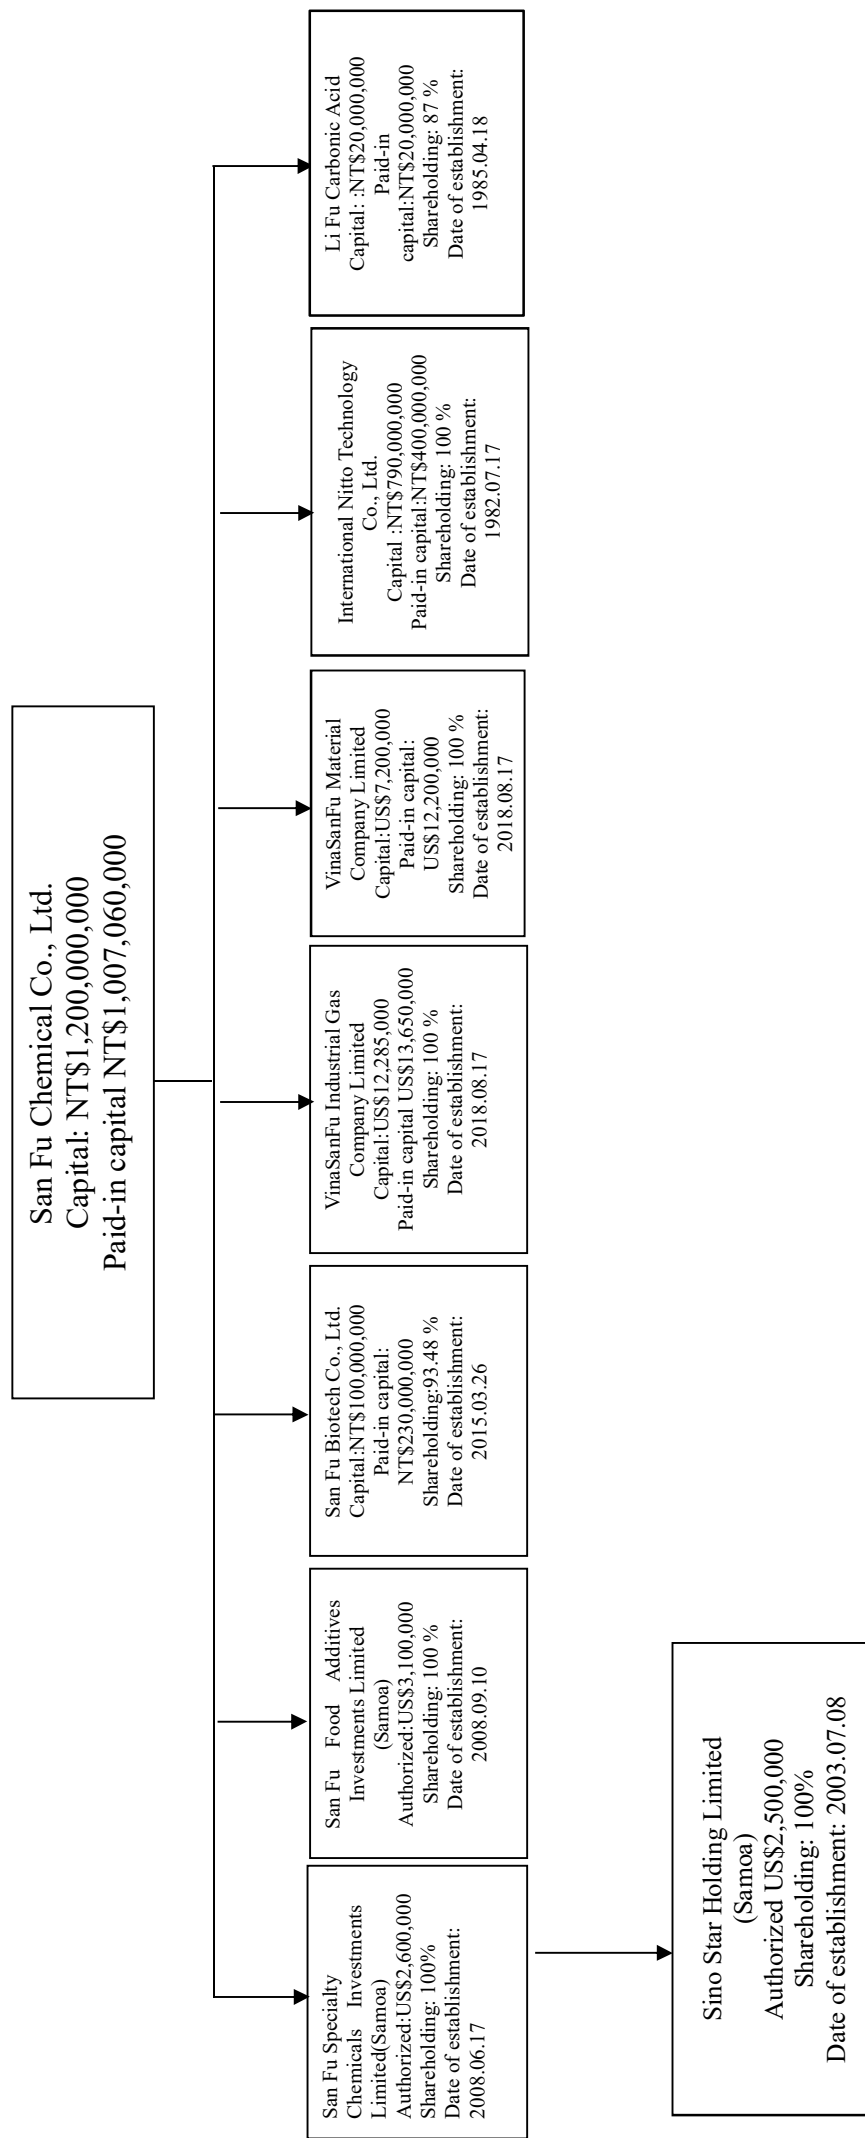 San Fu Chemical Co., Ltd.
Capital: NT$1,200,000,000
Paid-in capital NT$1,007,060,000
San Fu Specialty
Chemicals Investments
Limited(Samoa)
Authorized:US$2,600,000
Shareholding: 100%
Date of establishment:
2008.06.17
San Fu Food Additives
Investments Limited
(Samoa)
Authorized:US$3,100,000
Shareholding: 100 %
Date of establishment:
2008.09.10
San Fu Biotech Co., Ltd.
Capital:NT$100,000,000
Paid-in capital:
NT$230,000,000
Shareholding:93.48 %
Date of establishment:
2015.03.26
VinaSanFu Industrial Gas
Company Limited
Capital:US$12,285,000
Paid-in capital US$13,650,000
Shareholding: 100 %
Date of establishment:
2018.08.17
VinaSanFu Material
Company Limited
Capital:US$7,200,000
Paid-in capital:
US$12,200,000
Shareholding: 100 %
Date of establishment:
2018.08.17
International Nitto Technology
Co., Ltd.
Capital :NT$790,000,000
Paid-in capital:NT$400,000,000
Shareholding: 100 %
Date of establishment:
1982.07.17
Li Fu Carbonic Acid
Capital: :NT$20,000,000
Paid-in
capital:NT$20,000,000
Shareholding: 87 %
Date of establishment:
1985.04.18
Sino Star Holding Limited
(Samoa)
Authorized US$2,500,000
Shareholding: 100%
Date of establishment: 2003.07.08